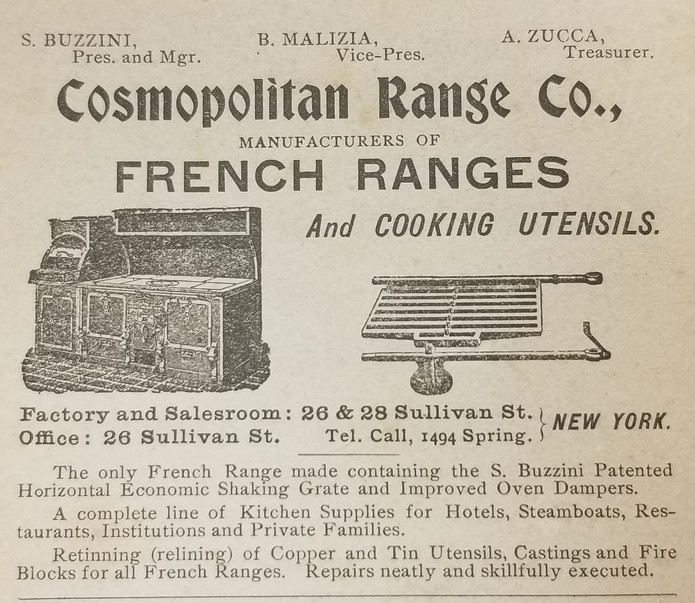 S. BUZZINI, B. MALIZIA, A. ZUCCA,
Pres. and Mgr. Vice-Pres. Treasurer.
Cosmopolitan Range Co.,
MANUFACTURERS OF
FRENCH RANGES
And COOKING UTENSILS.
Factory and Salesroom: 26 & 28 Sullivan St.
Office: 26 Sullivan St. Tel. Call, 1494 Spring.
NEW YORK.
The only French Range made containing the S. Buzzini Patented
Horizontal Economic Shaking Grate and Improved Oven Dampers.
A complete line of Kitchen Supplies for Hotels, Steamboats, Res-
taurants, Institutions and Private Families.
Retinning (relining) of Copper and Tin Utensils, Castings and Fire
Blocks for all French Ranges. Repairs neatly and skillfully executed.